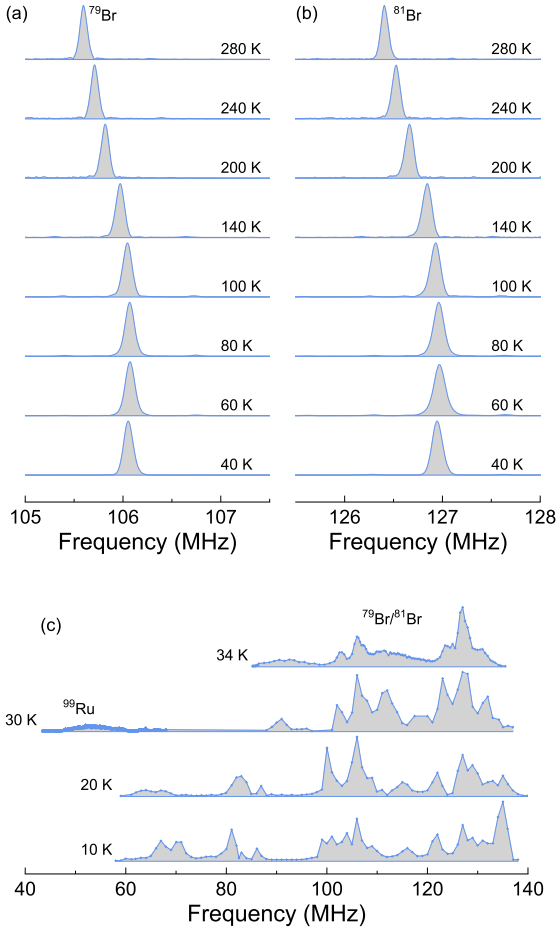 (a) ⁷⁹Br
280 K
240 K
200 K
140 K
100 K
80 K
60 K
40 K
105 106 107
Frequency (MHz)
(b) ⁸¹Br
280 K
240 K
200 K
140 K
100 K
80 K
60 K
40 K
126 127 128
Frequency (MHz)
(c) ⁷⁹Br/⁸¹Br
34 K
⁹⁹Ru
30 K
20 K
10 K
40 60 80 100 120 140
Frequency (MHz)